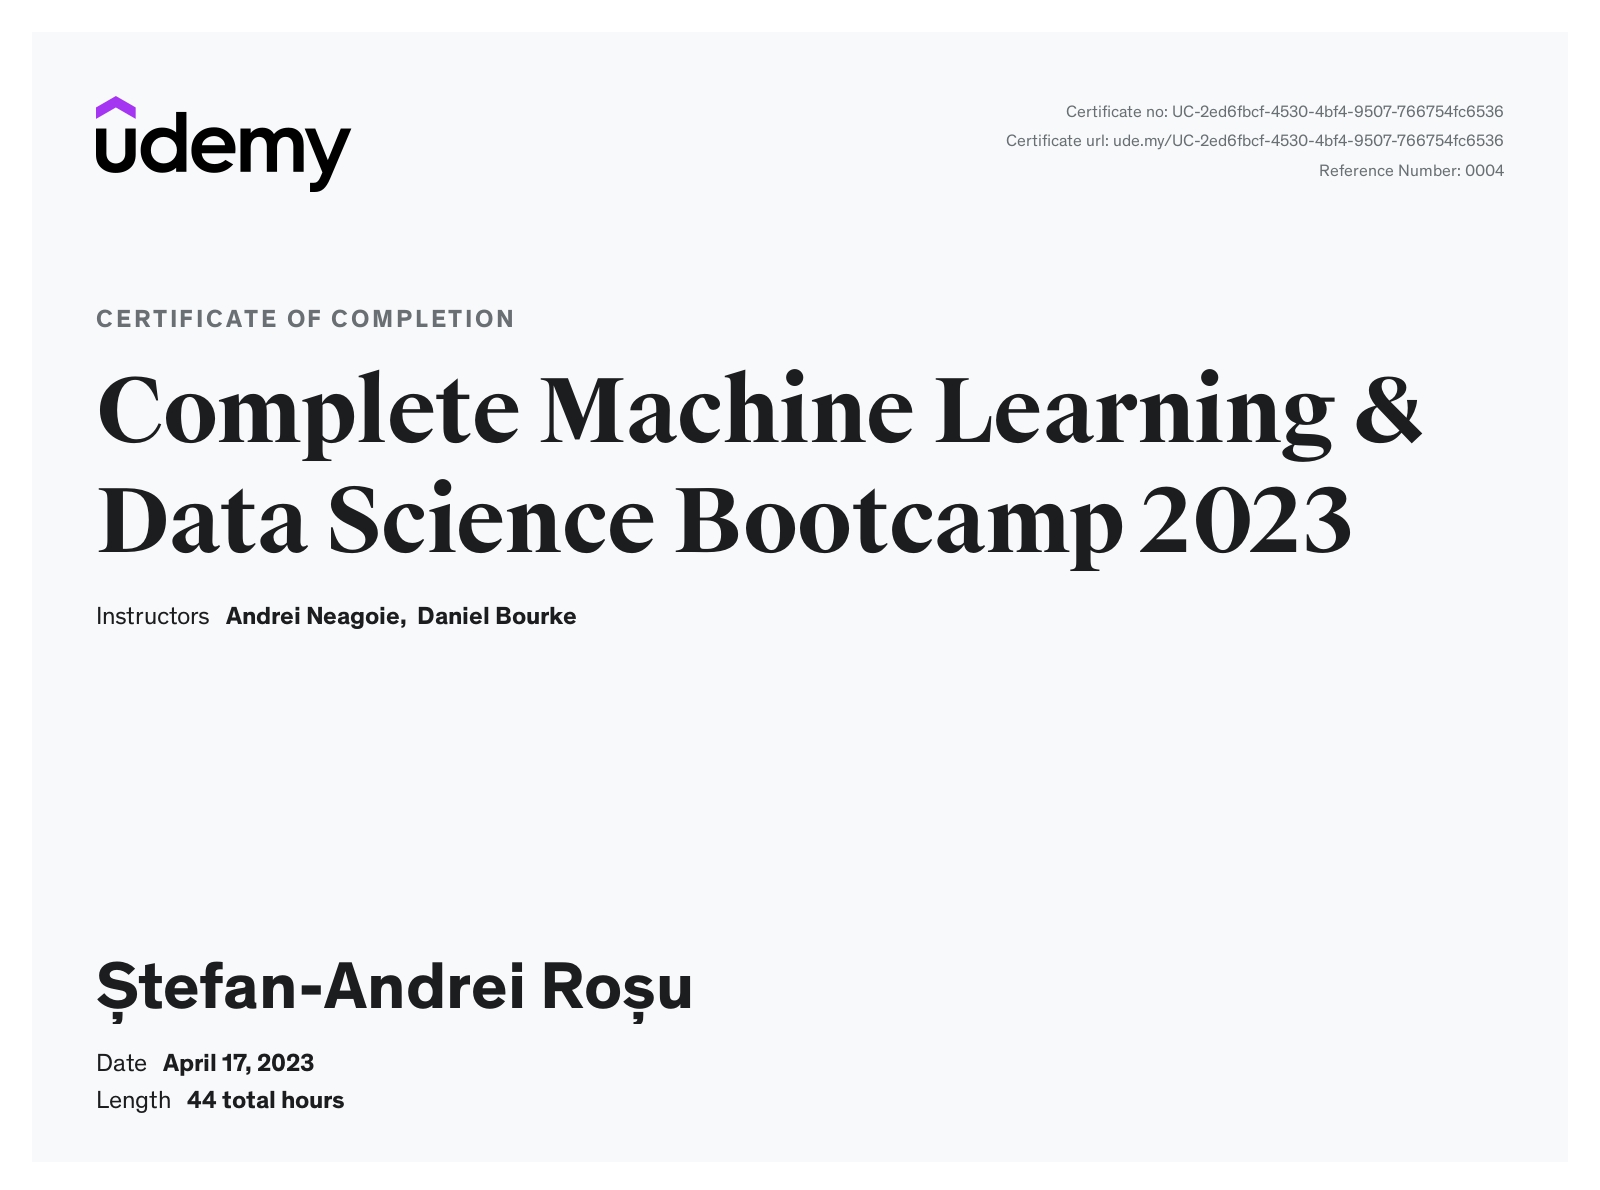 udemy
Certificate no: UC-2ed6fbcf-4530-4bf4-9507-766754fc6536
Certificate url: ude.my/UC-2ed6fbcf-4530-4bf4-9507-766754fc6536
Reference Number: 0004
CERTIFICATE OF COMPLETION
Complete Machine Learning &
Data Science Bootcamp 2023
Instructors Andrei Neagoie, Daniel Bourke
Ștefan-Andrei Roșu
Date April 17, 2023
Length 44 total hours